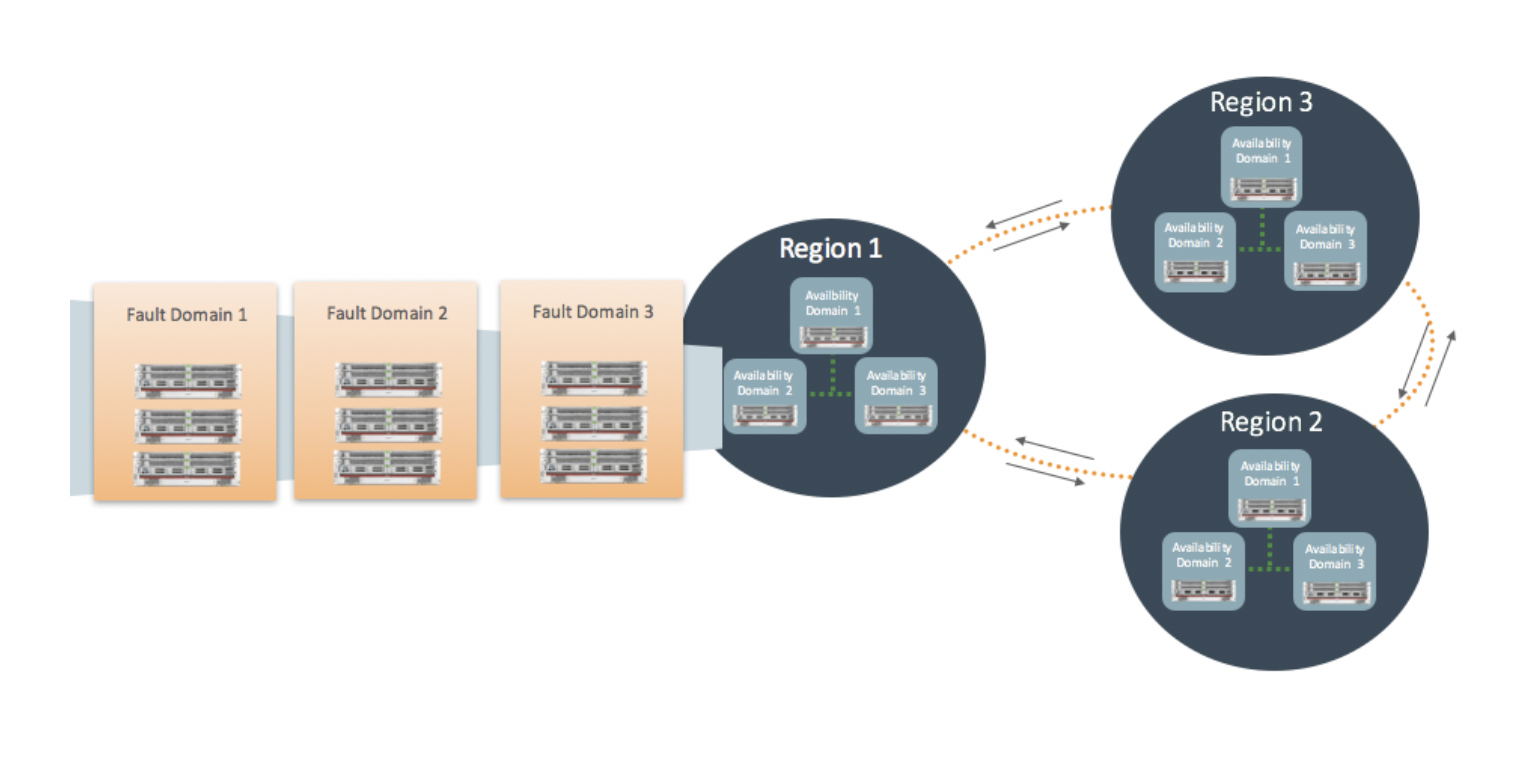 Fault Domain 1
Fault Domain 2
Fault Domain 3
Region 1
Availbility
Domain 1
Availability
Domain 2
Availability
Domain 3
Region 3
Availability
Domain 1
Availability
Domain 2
Availability
Domain 3
Region 2
Availability
Domain 1
Availability
Domain 2
Availability
Domain 3